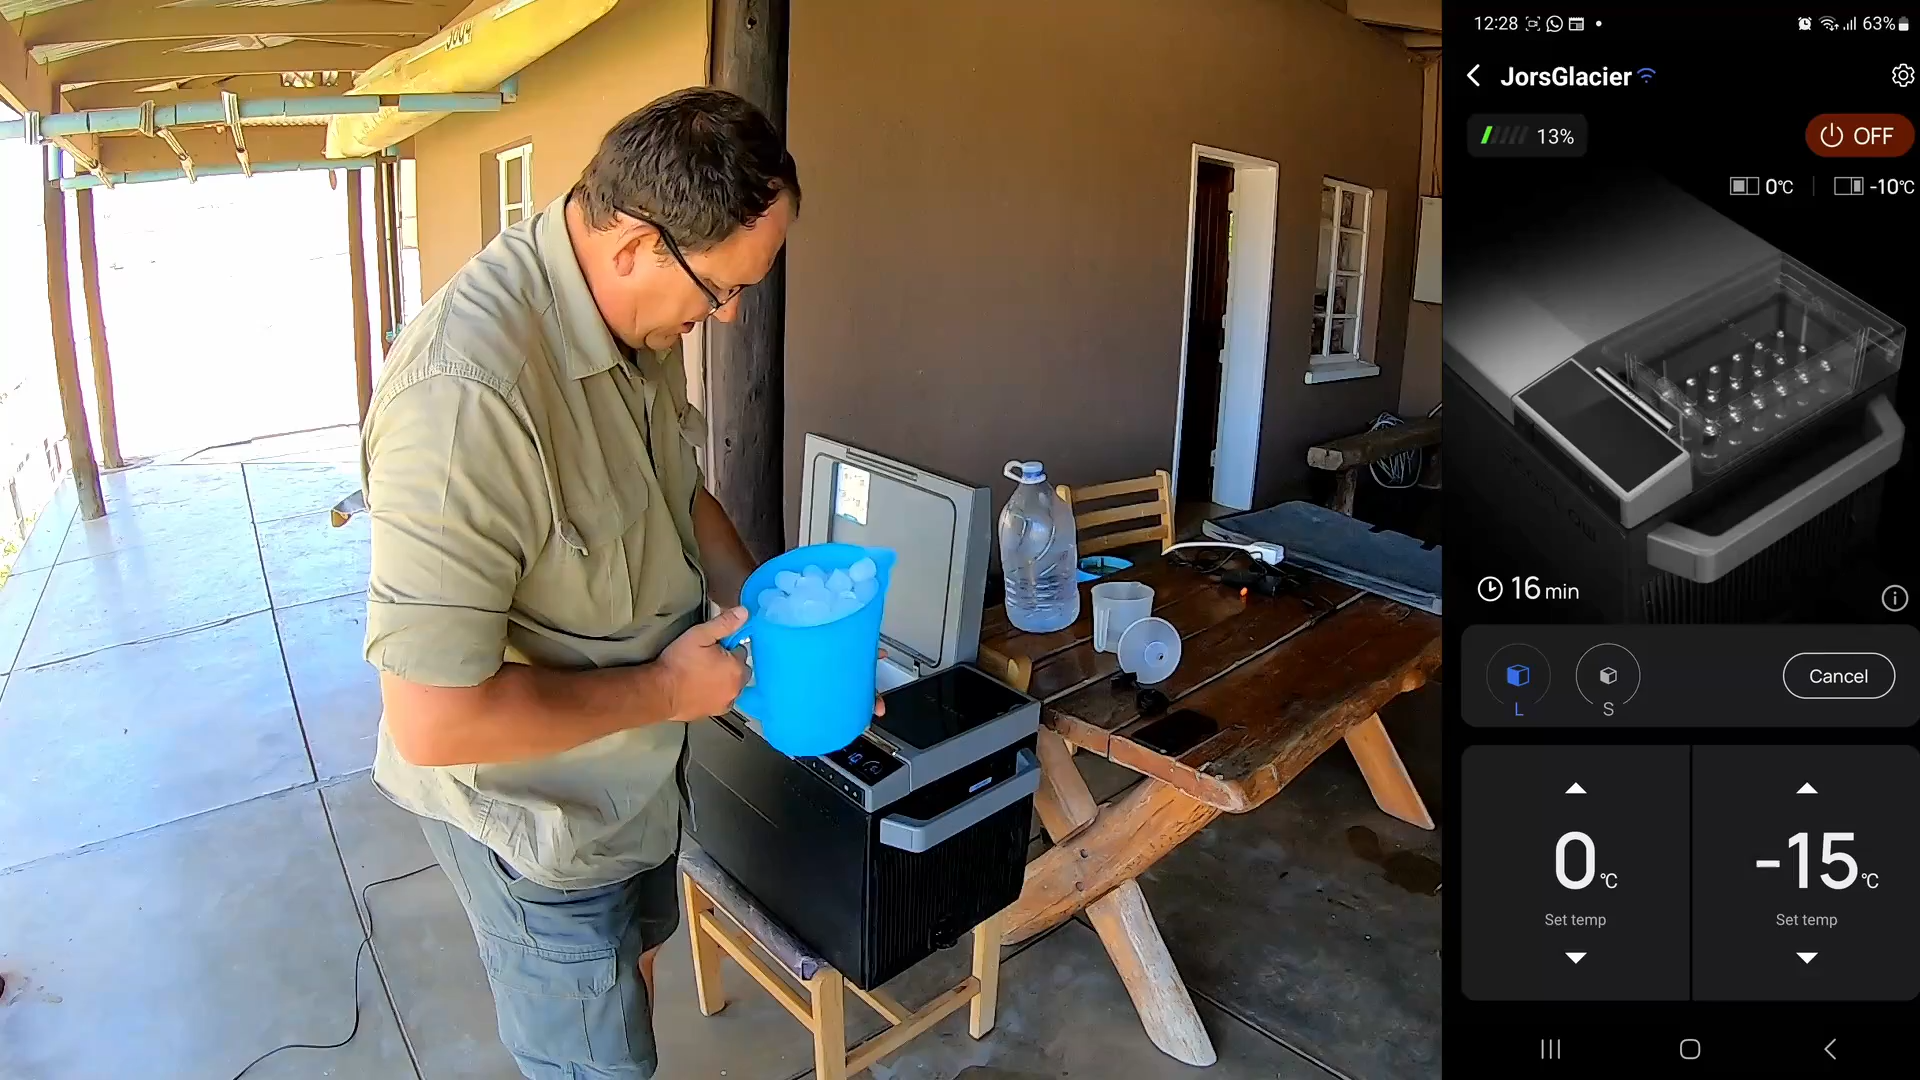 12:28
63%
JorsGlacier
13%
OFF
0℃
-10℃
16 min
L
S
Cancel
0℃
-15℃
Set temp
Set temp